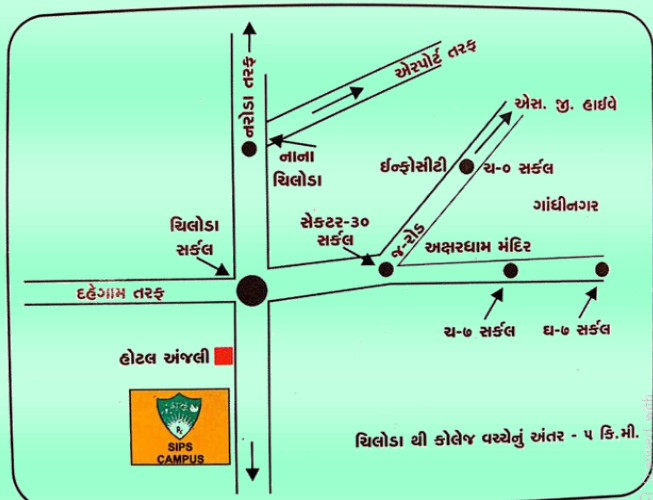 નરોડા તરફ
એરપોર્ટ તરફ
એસ. જી. હાઈવે
નાના
ચિલોડા
ઈન્ફોસીટી
ચ-૦ સર્કલ
ગાંધીનગર
સેક્ટર-૩૦
સર્કલ
જ-રોડ
અક્ષરધામ મંદિર
ચિલોડા
સર્કલ
દહેગામ તરફ
ચ-૭ સર્કલ
ઘ-૭ સર્કલ
હોટલ અંજલી
SIPS
CAMPUS
ચિલોડા થી કોલેજ વચ્ચેનું અંતર - ૫ કિ.મી.